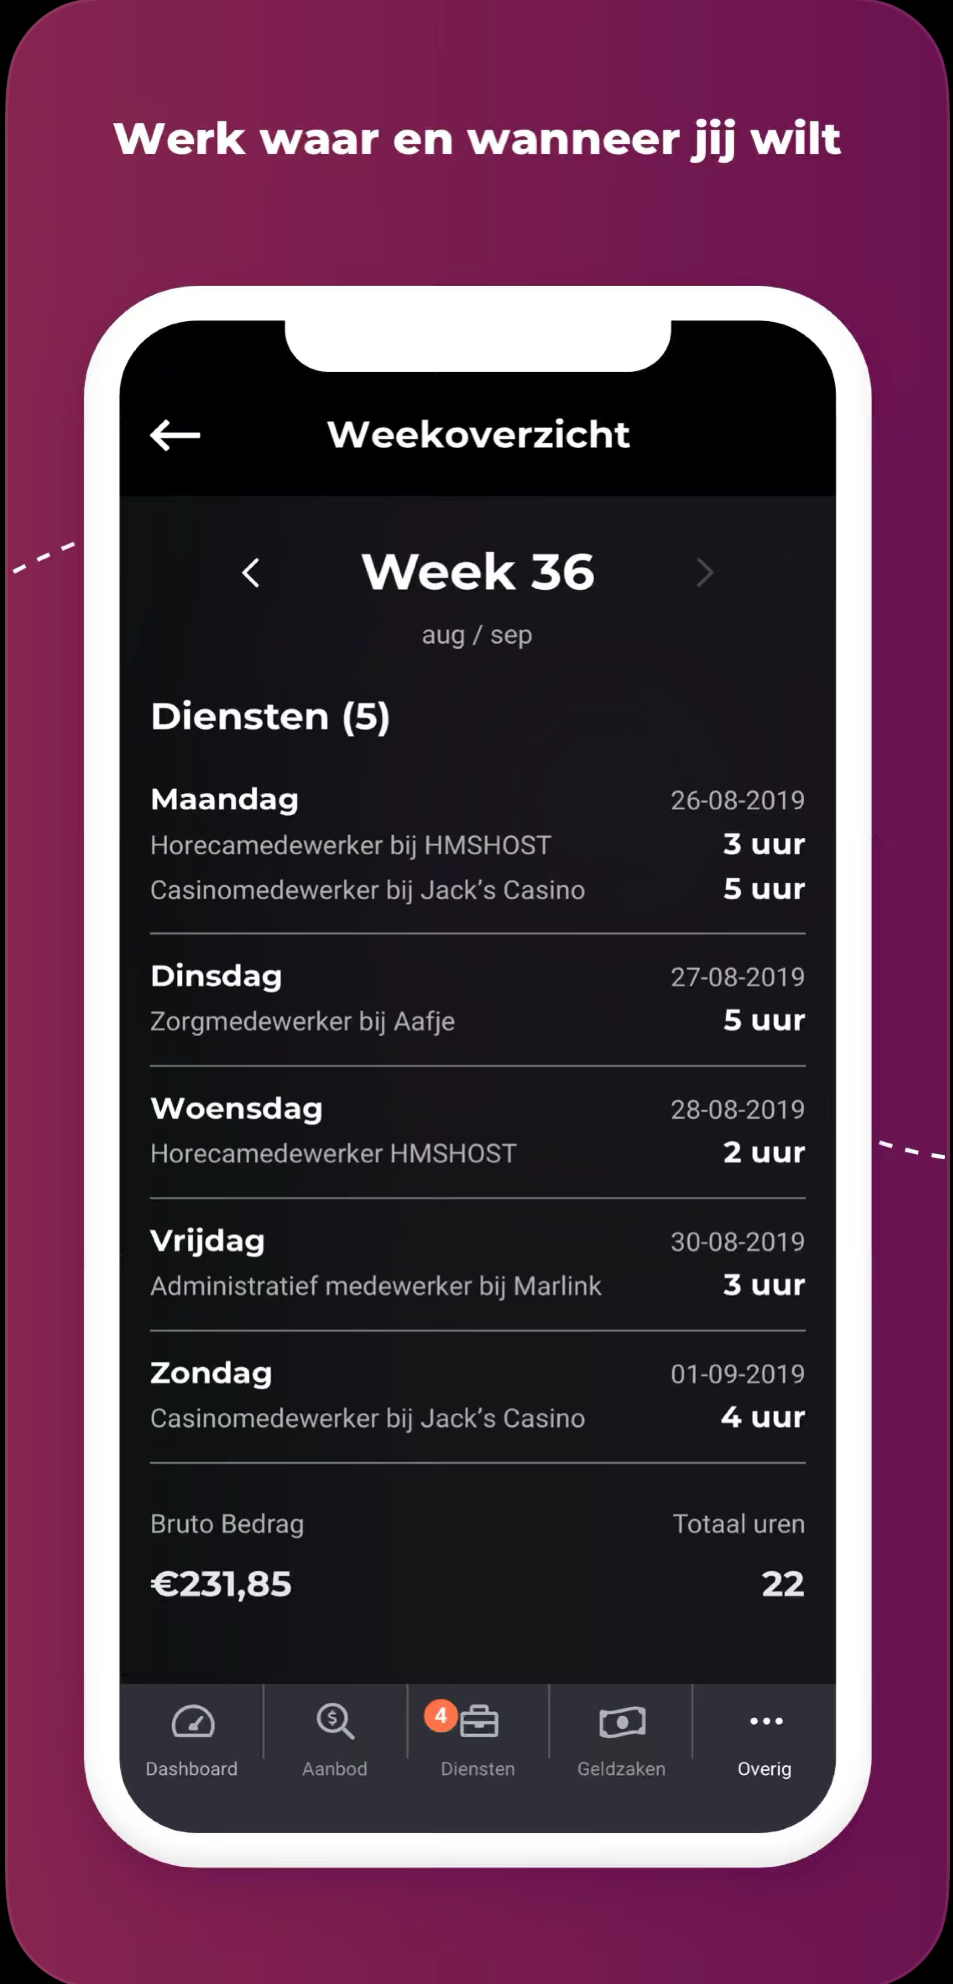 Werk waar en wanneer jij wilt
Weekoverzicht
Week 36
aug / sep
Diensten (5)
Maandag 26-08-2019
Horecamedewerker bij HMSHOST 3 uur
Casinomedewerker bij Jack’s Casino 5 uur
Dinsdag 27-08-2019
Zorgmedewerker bij Aafje 5 uur
Woensdag 28-08-2019
Horecamedewerker HMSHOST 2 uur
Vrijdag 30-08-2019
Administratief medewerker bij Marlink 3 uur
Zondag 01-09-2019
Casinomedewerker bij Jack’s Casino 4 uur
Bruto Bedrag Totaal uren
€231,85 22
4
Dashboard Aanbod Diensten Geldzaken Overig